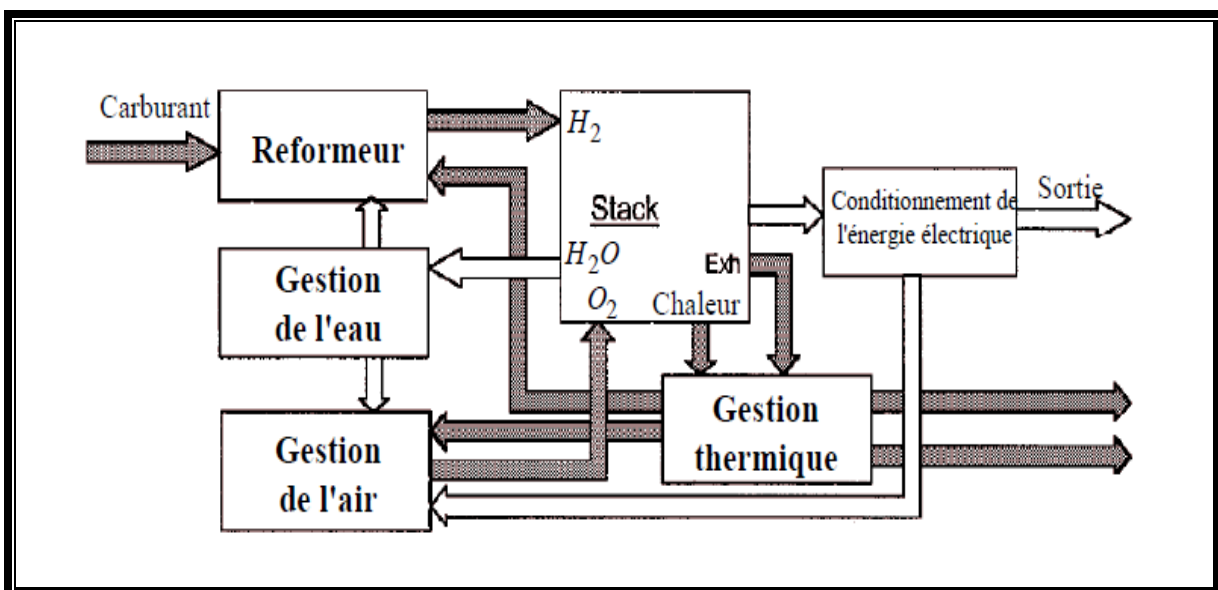 Carburant
Reformeur
H₂
Stack
H₂O
Exh
O₂
Chaleur
Conditionnement de
l'énergie électrique
Sortie
Gestion
de l'eau
Gestion
thermique
Gestion
de l'air